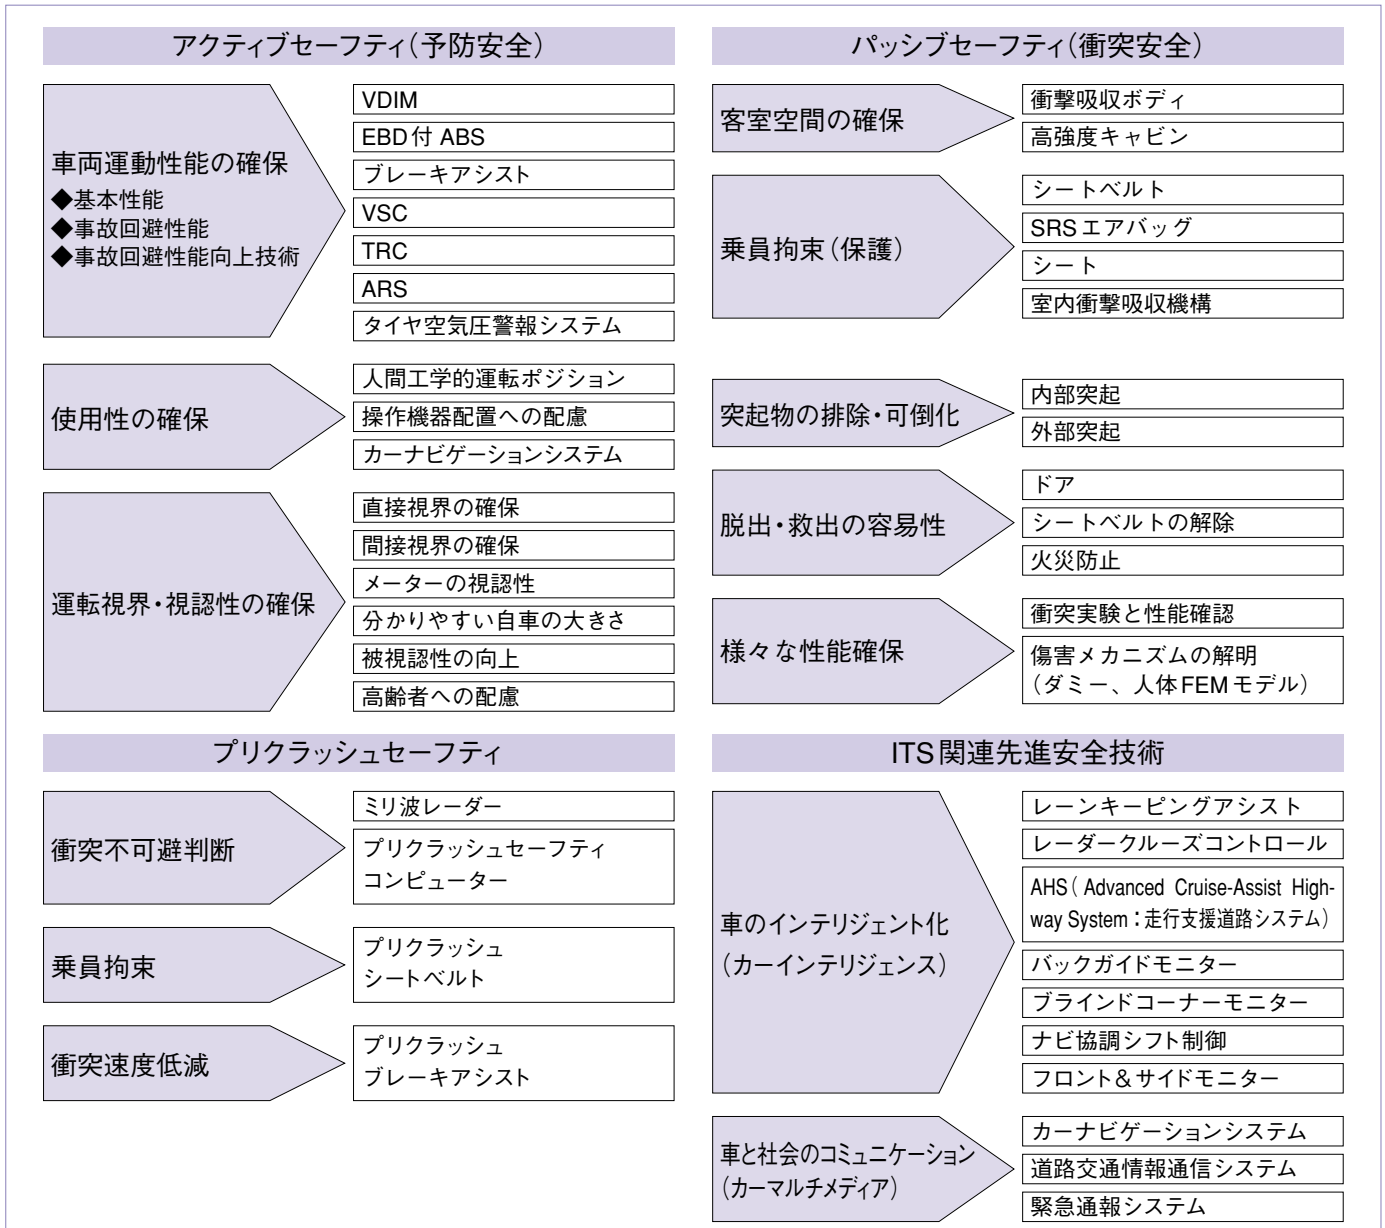 アクティブセーフティ(予防安全)
車両運動性能の確保
◆基本性能
◆事故回避性能
◆事故回避性能向上技術
VDIM
EBD付 ABS
ブレーキアシスト
VSC
TRC
ARS
タイヤ空気圧警報システム
使用性の確保
人間工学的運転ポジション
操作機器配置への配慮
カーナビゲーションシステム
運転視界・視認性の確保
直接視界の確保
間接視界の確保
メーターの視認性
分かりやすい自車の大きさ
被視認性の向上
高齢者への配慮
パッシブセーフティ(衝突安全)
客室空間の確保
衝撃吸収ボディ
高強度キャビン
乗員拘束(保護)
シートベルト
SRSエアバッグ
シート
室内衝撃吸収機構
突起物の排除・可倒化
内部突起
外部突起
脱出・救出の容易性
ドア
シートベルトの解除
火災防止
様々な性能確保
衝突実験と性能確認
傷害メカニズムの解明
(ダミー、人体FEMモデル)
プリクラッシュセーフティ
衝突不可避判断
ミリ波レーダー
プリクラッシュセーフティ
コンピューター
乗員拘束
プリクラッシュ
シートベルト
衝突速度低減
プリクラッシュ
ブレーキアシスト
ITS関連先進安全技術
車のインテリジェント化
(カーインテリジェンス)
レーンキーピングアシスト
レーダークルーズコントロール
AHS(Advanced Cruise-Assist High-
way System:走行支援道路システム)
バックガイドモニター
ブラインドコーナーモニター
ナビ協調シフト制御
フロント&サイドモニター
車と社会のコミュニケーション
(カーマルチメディア)
カーナビゲーションシステム
道路交通情報通信システム
緊急通報システム